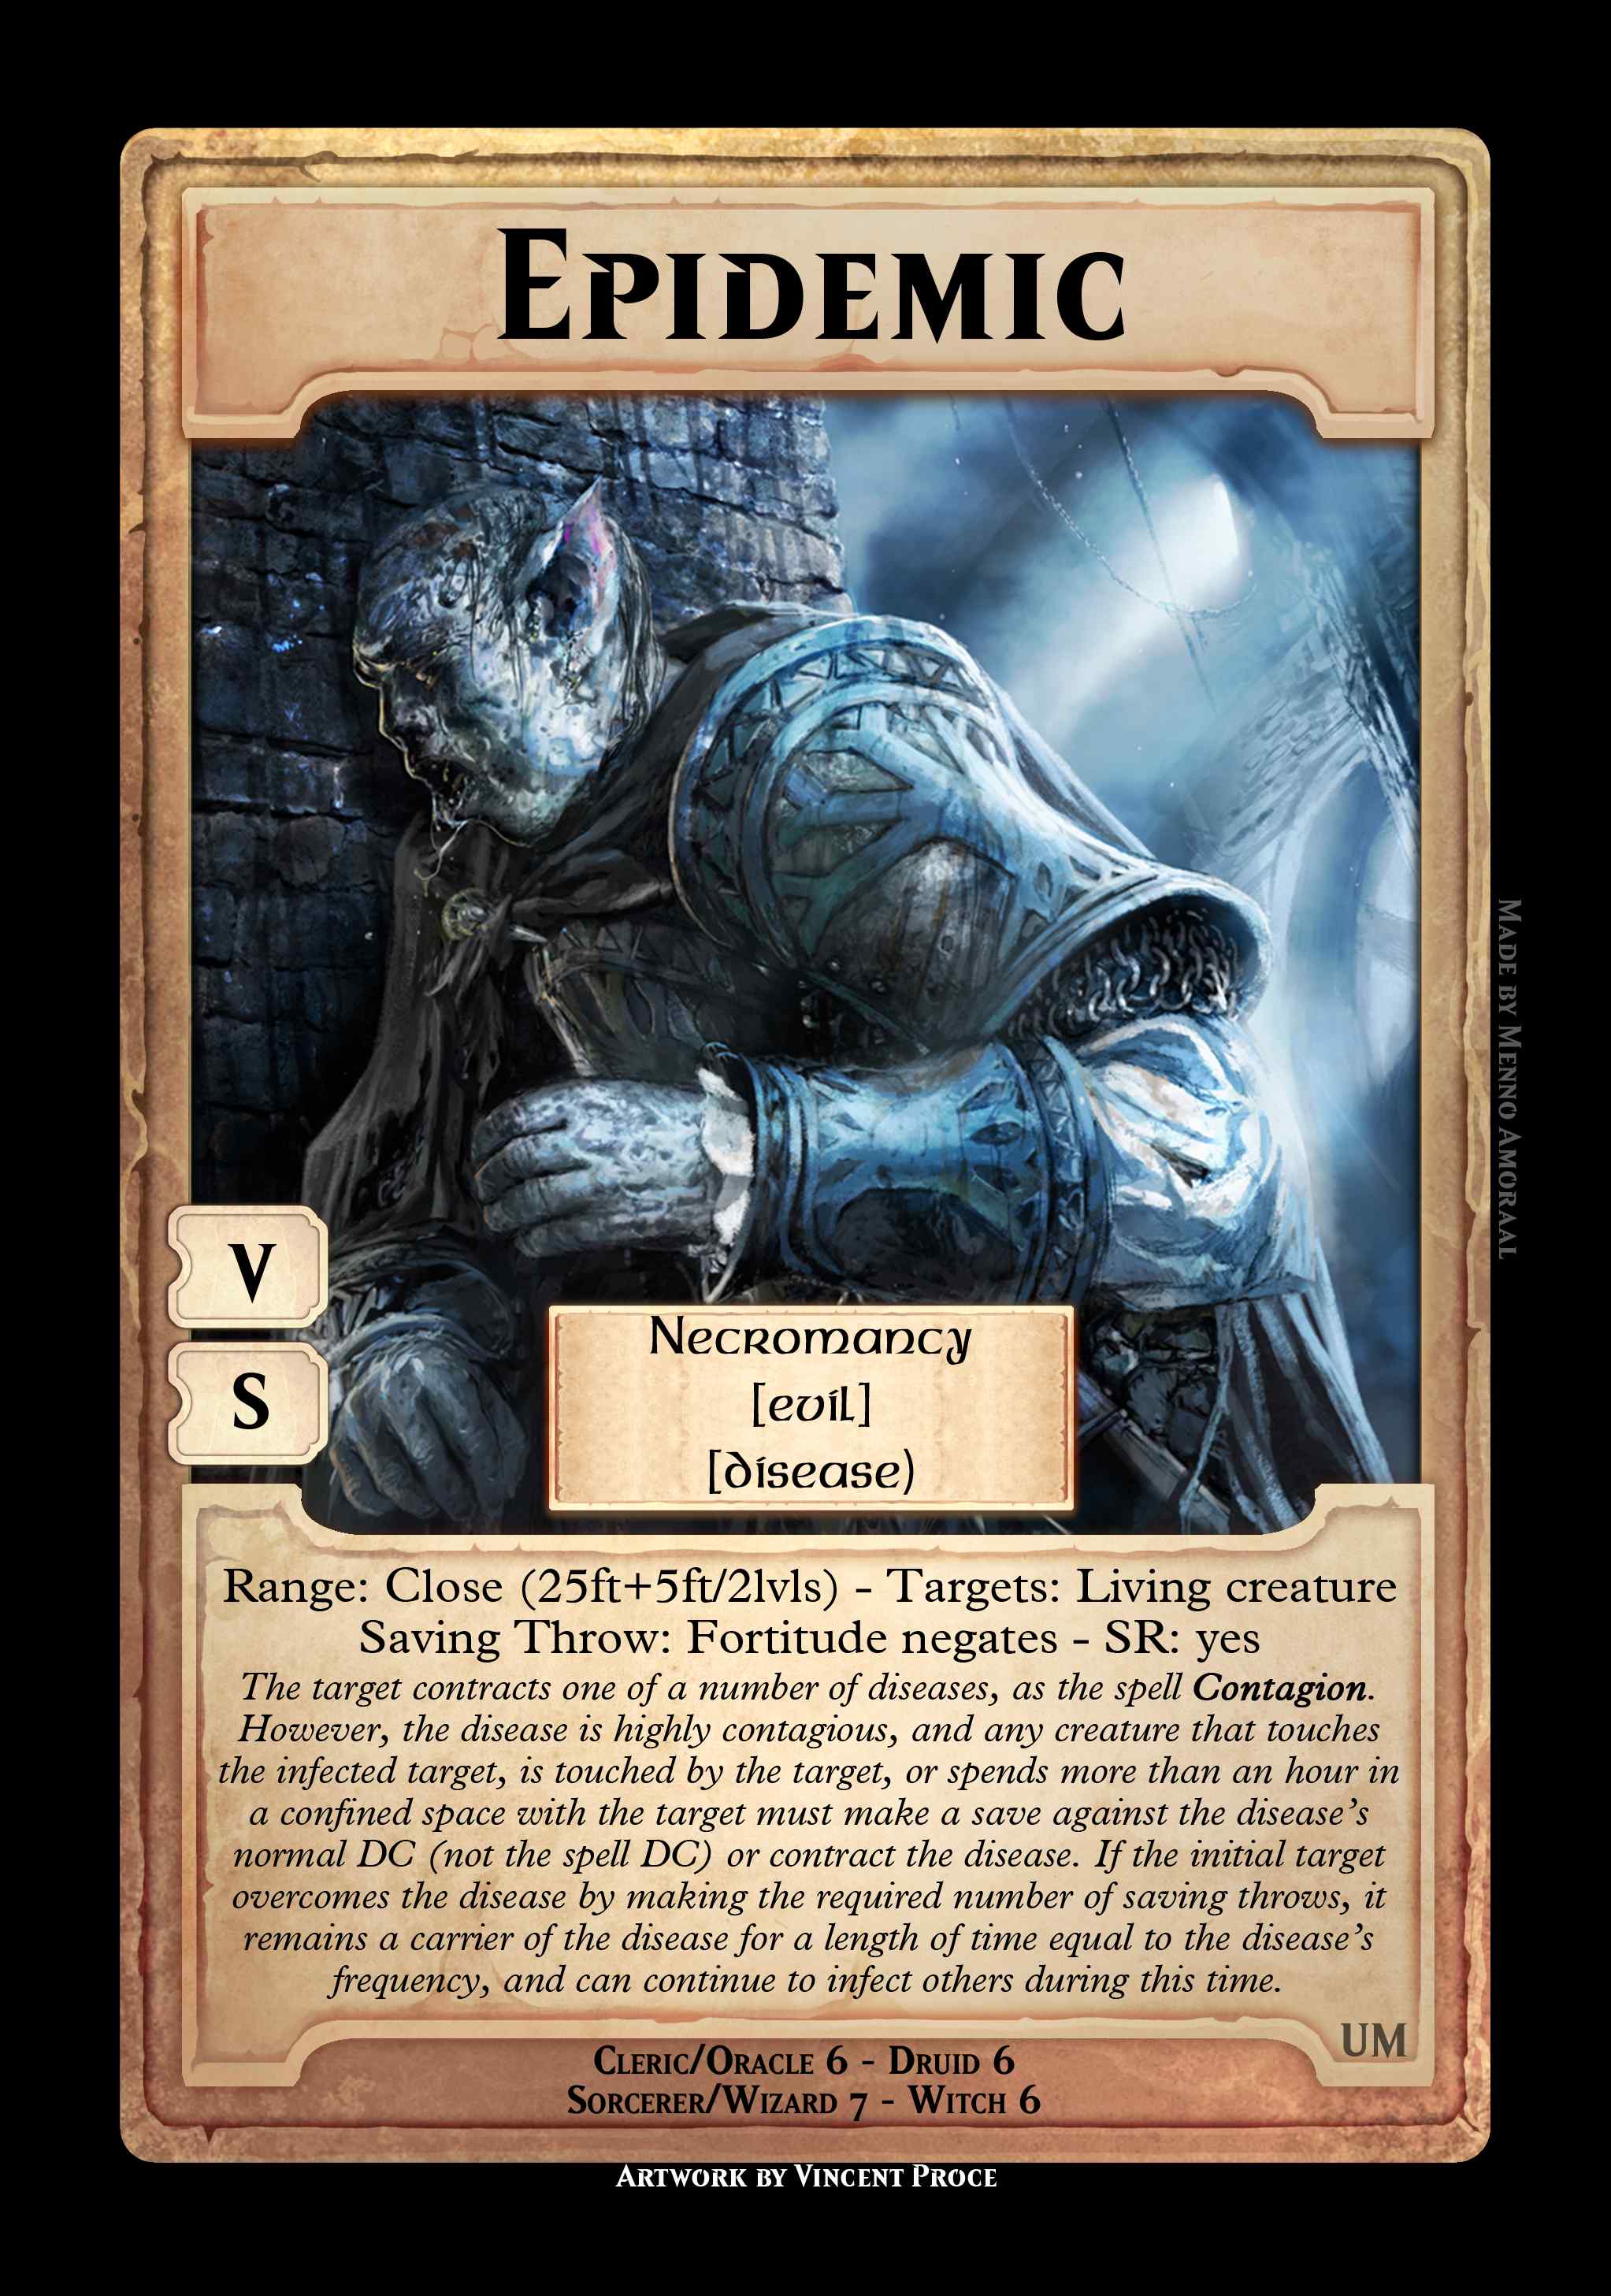 Epidemic
V
S
Necromancy
[evil]
[disease)
Range: Close (25ft+5ft/2lvls) - Targets: Living creature
Saving Throw: Fortitude negates - SR: yes
The target contracts one of a number of diseases, as the spell Contagion.
However, the disease is highly contagious, and any creature that touches
the infected target, is touched by the target, or spends more than an hour in
a confined space with the target must make a save against the disease's
normal DC (not the spell DC) or contract the disease. If the initial target
overcomes the disease by making the required number of saving throws, it
remains a carrier of the disease for a length of time equal to the disease's
frequency, and can continue to infect others during this time.
UM
Cleric/Oracle 6 - Druid 6
Sorcerer/Wizard 7 - Witch 6
Artwork by Vincent Proce
Made by Menno Amoraal